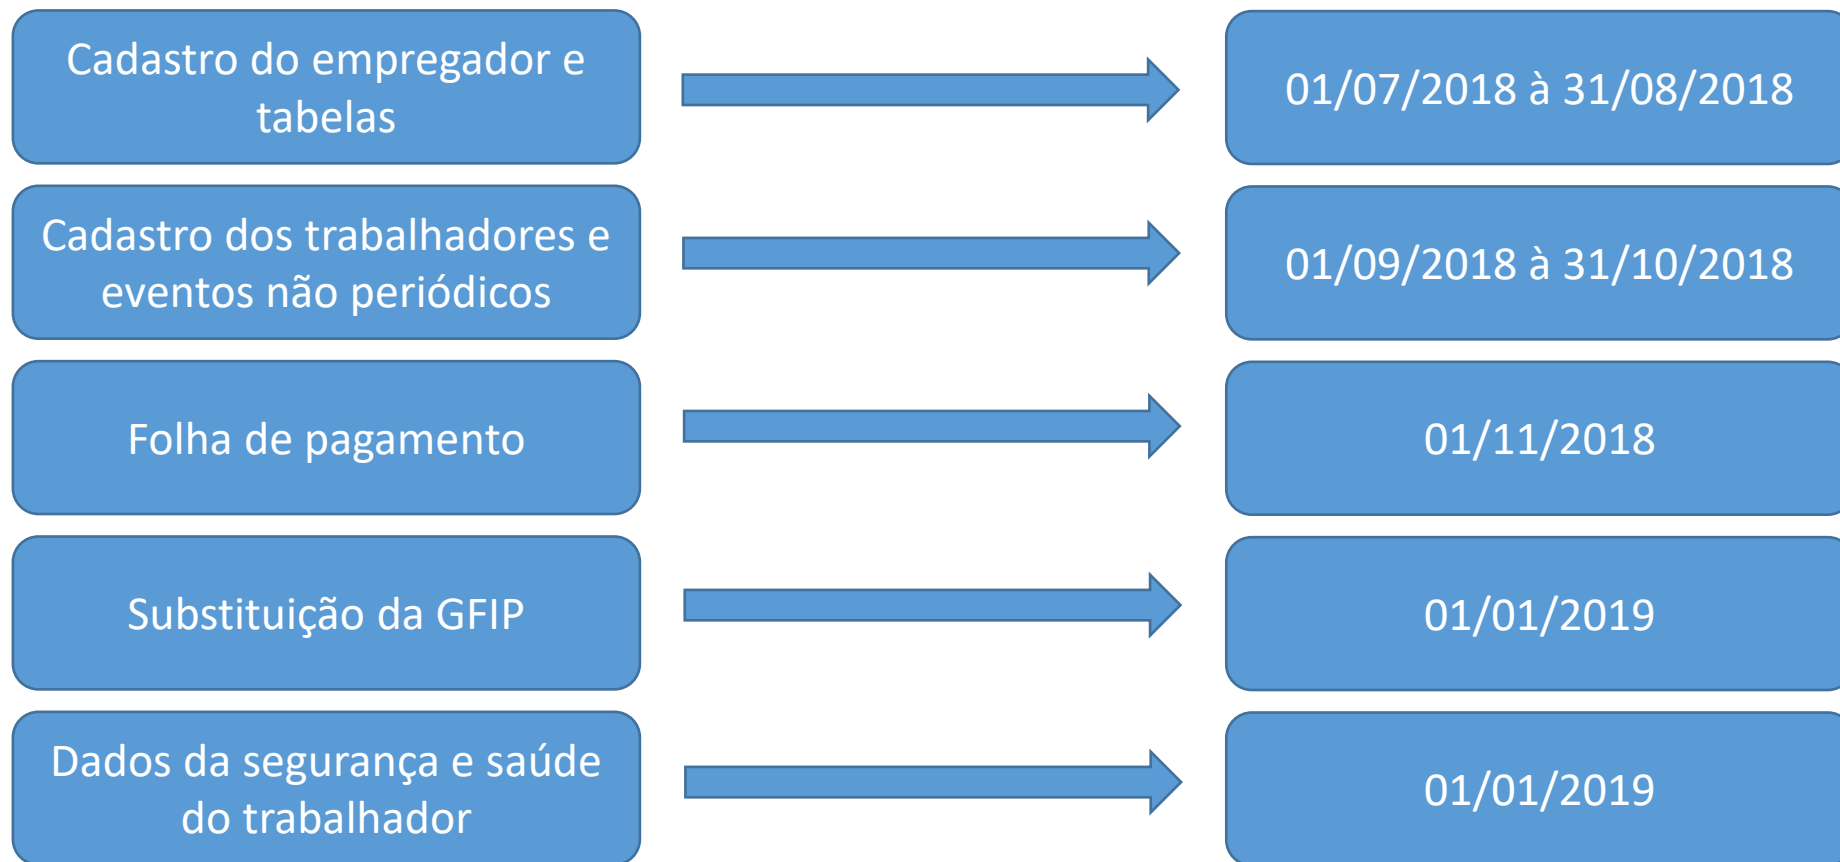 Cadastro do empregador e
tabelas
01/07/2018 à 31/08/2018
Cadastro dos trabalhadores e
eventos não periódicos
01/09/2018 à 31/10/2018
Folha de pagamento
01/11/2018
Substituição da GFIP
01/01/2019
Dados da segurança e saúde
do trabalhador
01/01/2019